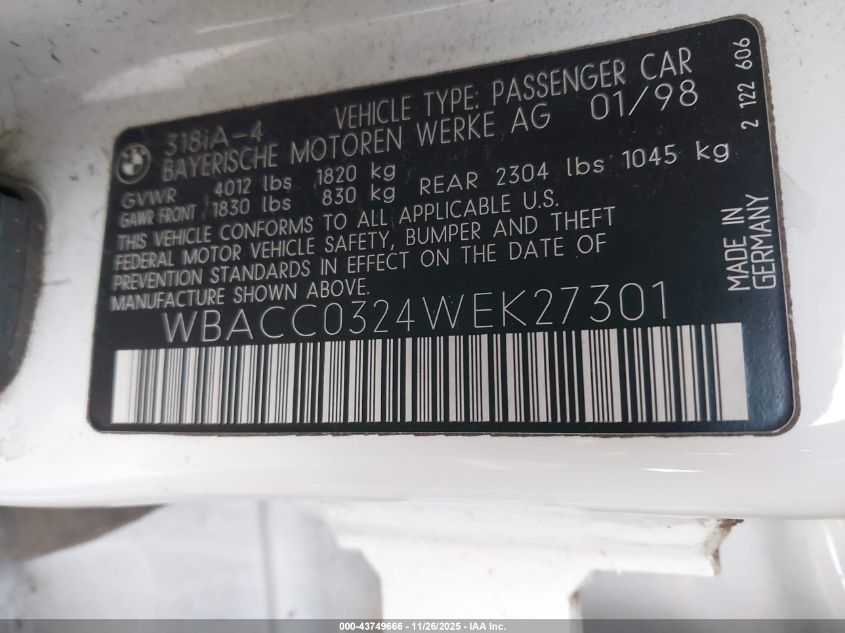 BMW
318iA-4 VEHICLE TYPE: PASSENGER CAR
BAYERISCHE MOTOREN WERKE AG 01/98
GVWR 4012 lbs 1820 kg
GAWR FRONT 1830 lbs 830 kg REAR 2304 lbs 1045 kg
THIS VEHICLE CONFORMS TO ALL APPLICABLE U.S.
FEDERAL MOTOR VEHICLE SAFETY, BUMPER AND THEFT
PREVENTION STANDARDS IN EFFECT ON THE DATE OF
MANUFACTURE SHOWN ABOVE.
WBACC0324WEK27301
2 122 606
MADE IN
GERMANY
000-43749666 - 11/26/2025 - IAA Inc.